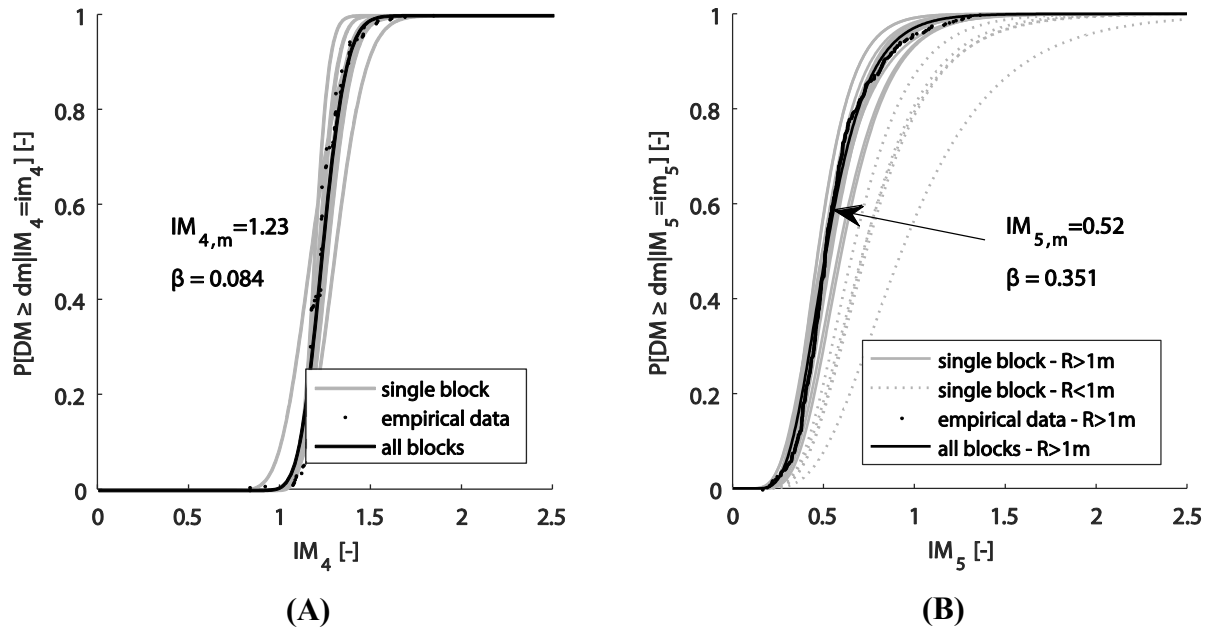 P[DM ≥ dm|IM₄=im₄] [-]
1
0.8
0.6
0.4
0.2
0
IM₄,ₘ=1.23
β = 0.084
single block
empirical data
all blocks
0 0.5 1 1.5 2 2.5
IM₄ [-]
(A)
P[DM ≥ dm|IM₅=im₅] [-]
1
0.8
0.6
0.4
0.2
0
IM₅,ₘ=0.52
β = 0.351
single block - R>1m
single block - R<1m
empirical data - R>1m
all blocks - R>1m
0 0.5 1 1.5 2 2.5
IM₅ [-]
(B)